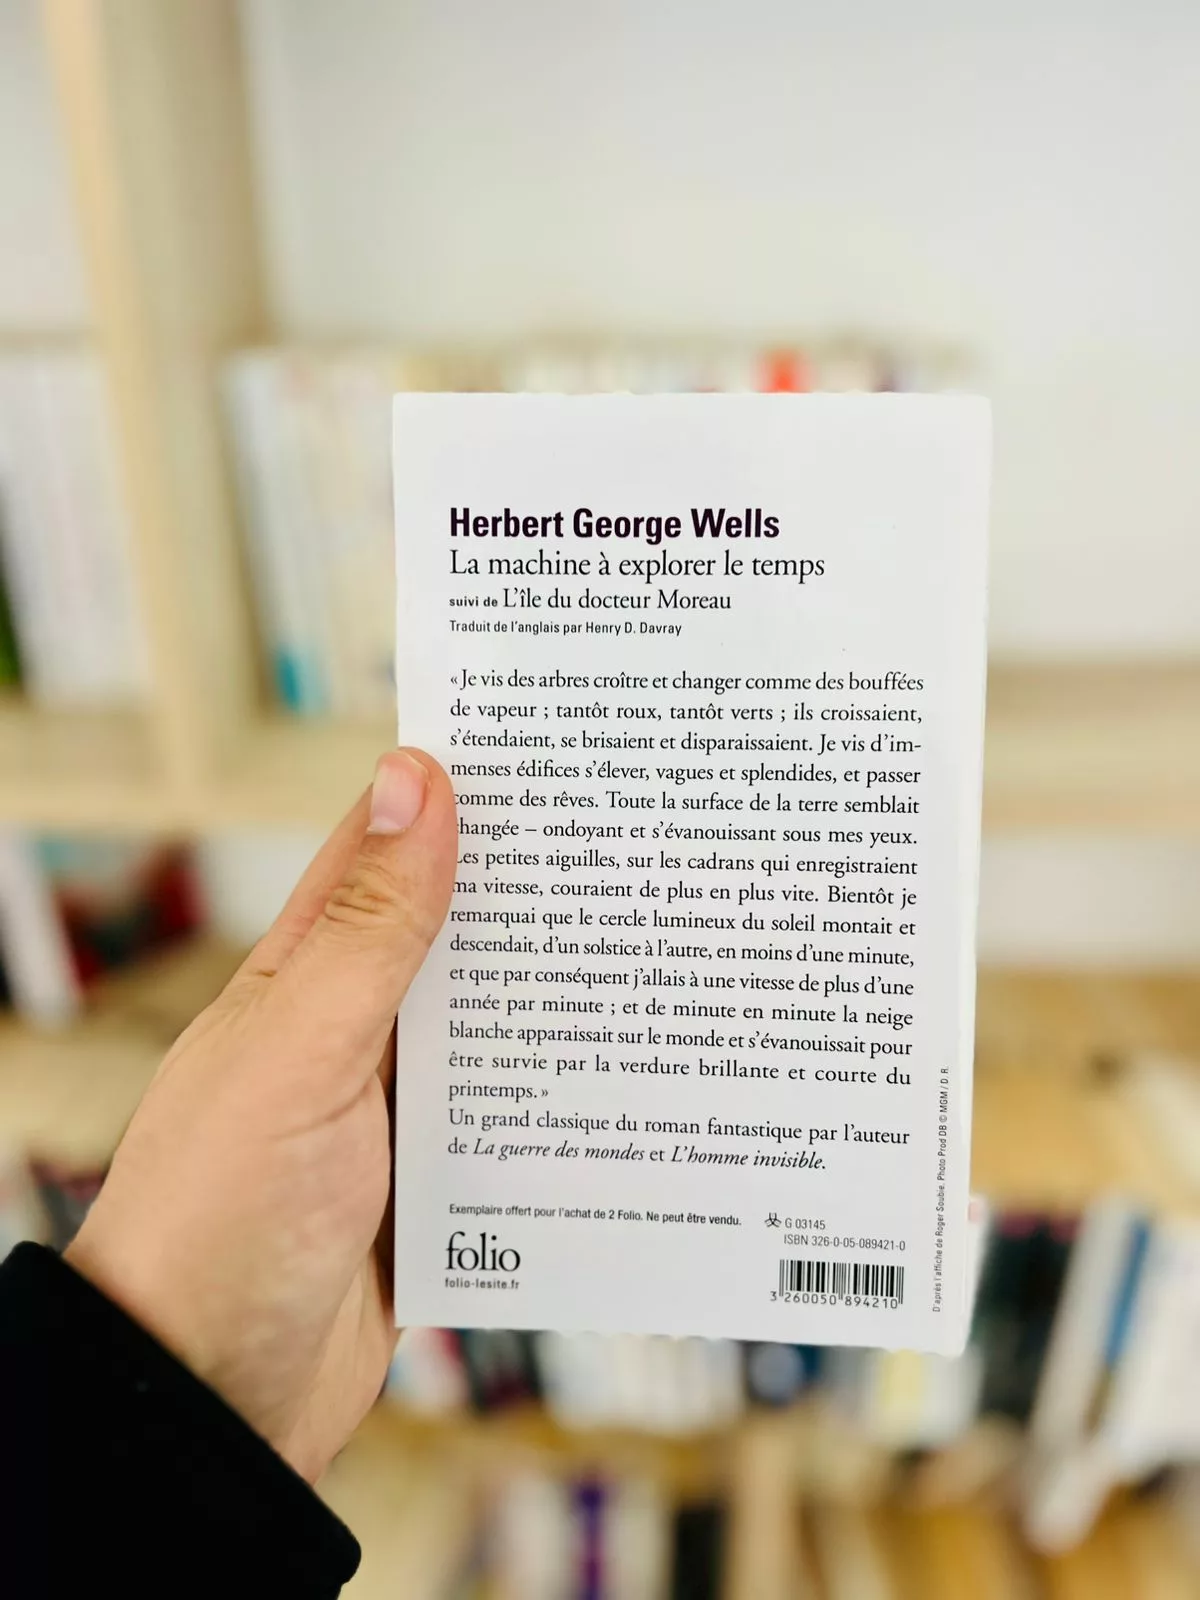 Herbert George Wells
La machine à explorer le temps
suivi de L'île du docteur Moreau
Traduit de l'anglais par Henry D. Davray
« Je vis des arbres croître et changer comme des bouffées
de vapeur ; tantôt roux, tantôt verts ; ils croissaient,
s'étendaient, se brisaient et disparaissaient. Je vis d'im-
menses édifices s'élever, vagues et splendides, et passer
comme des rêves. Toute la surface de la terre semblait
changée – ondoyant et s'évanouissant sous mes yeux.
Les petites aiguilles, sur les cadrans qui enregistraient
ma vitesse, couraient de plus en plus vite. Bientôt je
remarquai que le cercle lumineux du soleil montait et
descendait, d'un solstice à l'autre, en moins d'une minute,
et que par conséquent j'allais à une vitesse de plus d'une
année par minute ; et de minute en minute la neige
blanche apparaissait sur le monde et s'évanouissait pour
être survie par la verdure brillante et courte du
printemps. »
Un grand classique du roman fantastique par l'auteur
de La guerre des mondes et L'homme invisible.
Exemplaire offert pour l'achat de 2 Folio. Ne peut être vendu.
folio
folio-lesite.fr
G 03145
ISBN 326-0-05-089421-0
3 260050 894210
D'après l'affiche de Roger Soubie. Photo Prod DB © MGM / D. R.